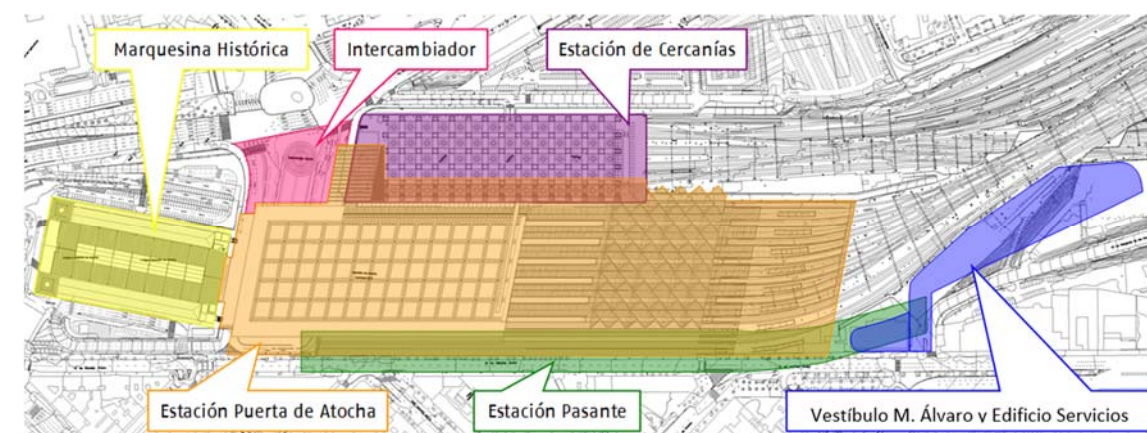 Marquesina Histórica
Intercambiador
Estación de Cercanías
Estación Puerta de Atocha
Estación Pasante
Vestíbulo M. Álvaro y Edificio Servicios